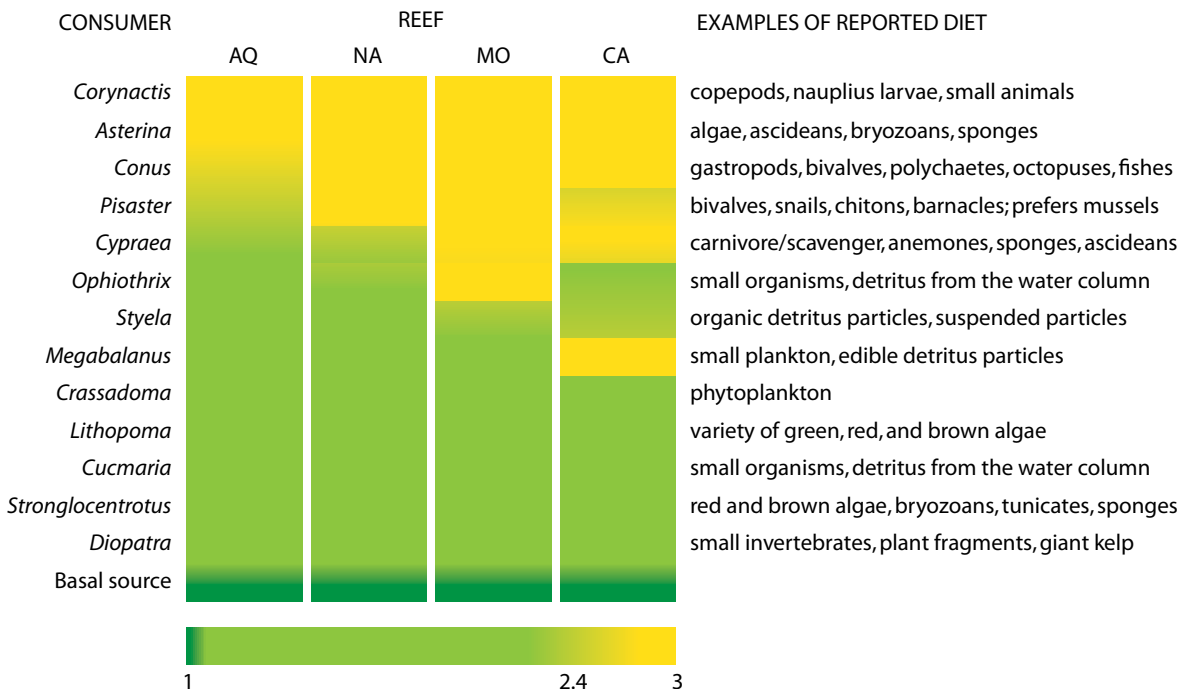 CONSUMER REEF EXAMPLES OF REPORTED DIET
AQ NA MO CA
Corynactis copepods, nauplius larvae, small animals
Asterina algae, ascideans, bryozoans, sponges
Conus gastropods, bivalves, polychaetes, octopuses, fishes
Pisaster bivalves, snails, chitons, barnacles; prefers mussels
Cypraea carnivore/scavenger, anemones, sponges, ascideans
Ophiothrix small organisms, detritus from the water column
Styela organic detritus particles, suspended particles
Megabalanus small plankton, edible detritus particles
Crassadoma phytoplankton
Lithopoma variety of green, red, and brown algae
Cucmaria small organisms, detritus from the water column
Stronglocentrotus red and brown algae, bryozoans, tunicates, sponges
Diopatra small invertebrates, plant fragments, giant kelp
Basal source
1 2.4 3